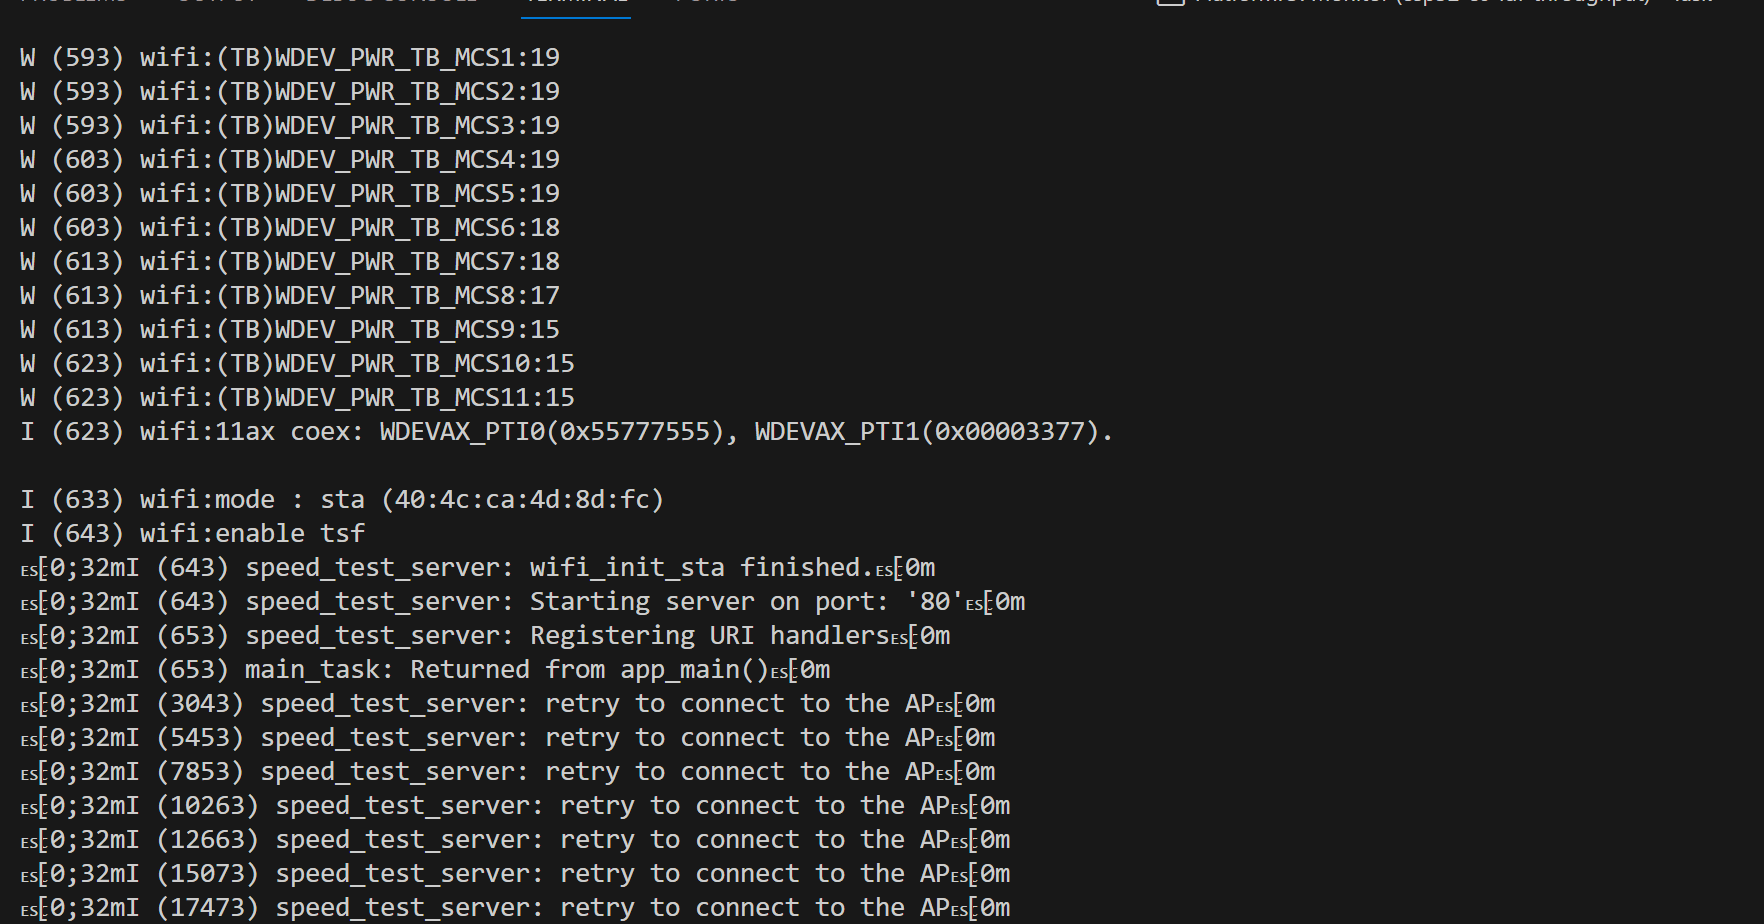 W (593) wifi:(TB)WDEV_PWR_TB_MCS1:19
W (593) wifi:(TB)WDEV_PWR_TB_MCS2:19
W (593) wifi:(TB)WDEV_PWR_TB_MCS3:19
W (603) wifi:(TB)WDEV_PWR_TB_MCS4:19
W (603) wifi:(TB)WDEV_PWR_TB_MCS5:19
W (603) wifi:(TB)WDEV_PWR_TB_MCS6:18
W (613) wifi:(TB)WDEV_PWR_TB_MCS7:18
W (613) wifi:(TB)WDEV_PWR_TB_MCS8:17
W (613) wifi:(TB)WDEV_PWR_TB_MCS9:15
W (623) wifi:(TB)WDEV_PWR_TB_MCS10:15
W (623) wifi:(TB)WDEV_PWR_TB_MCS11:15
I (623) wifi:11ax coex: WDEVAX_PTI0(0x55777555), WDEVAX_PTI1(0x00003377).
I (633) wifi:mode : sta (40:4c:ca:4d:8d:fc)
I (643) wifi:enable tsf
ES[0;32mI (643) speed_test_server: wifi_init_sta finished.ES[0m
ES[0;32mI (643) speed_test_server: Starting server on port: '80'ES[0m
ES[0;32mI (653) speed_test_server: Registering URI handlersES[0m
ES[0;32mI (653) main_task: Returned from app_main()ES[0m
ES[0;32mI (3043) speed_test_server: retry to connect to the APES[0m
ES[0;32mI (5453) speed_test_server: retry to connect to the APES[0m
ES[0;32mI (7853) speed_test_server: retry to connect to the APES[0m
ES[0;32mI (10263) speed_test_server: retry to connect to the APES[0m
ES[0;32mI (12663) speed_test_server: retry to connect to the APES[0m
ES[0;32mI (15073) speed_test_server: retry to connect to the APES[0m
ES[0;32mI (17473) speed_test_server: retry to connect to the APES[0m